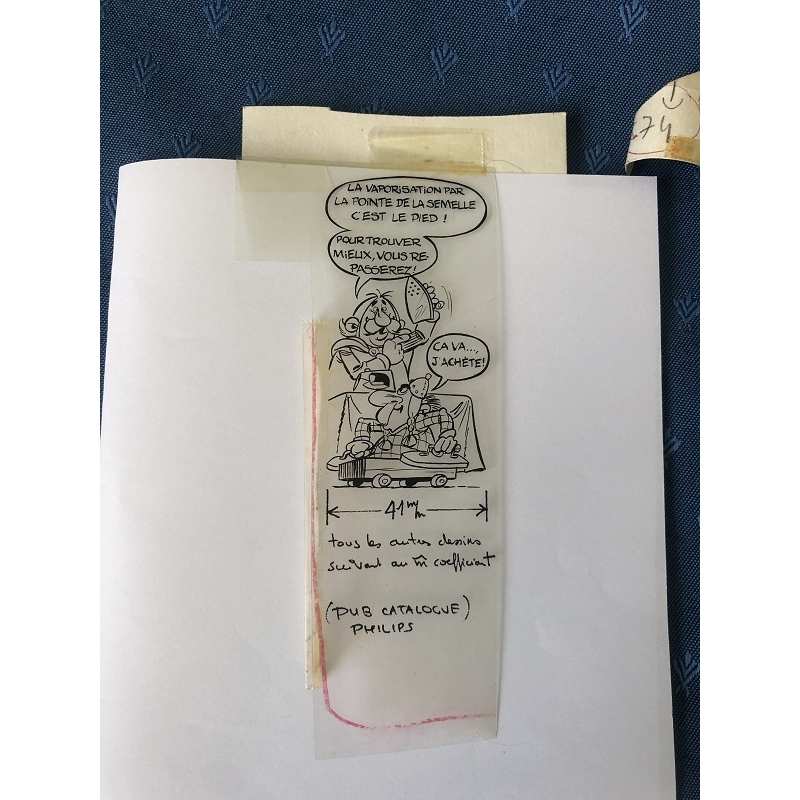 LA VAPORISATION PAR
LA POINTE DE LA SEMELLE
C'EST LE PIED !
POUR TROUVER
MIEUX, VOUS RE-
PASSEREZ !
ÇA VA...,
J'ACHÈTE !
41 m/m
tous les autres dessins
suivant au m̂ coefficient
(PUB CATALOGUE)
PHILIPS
74